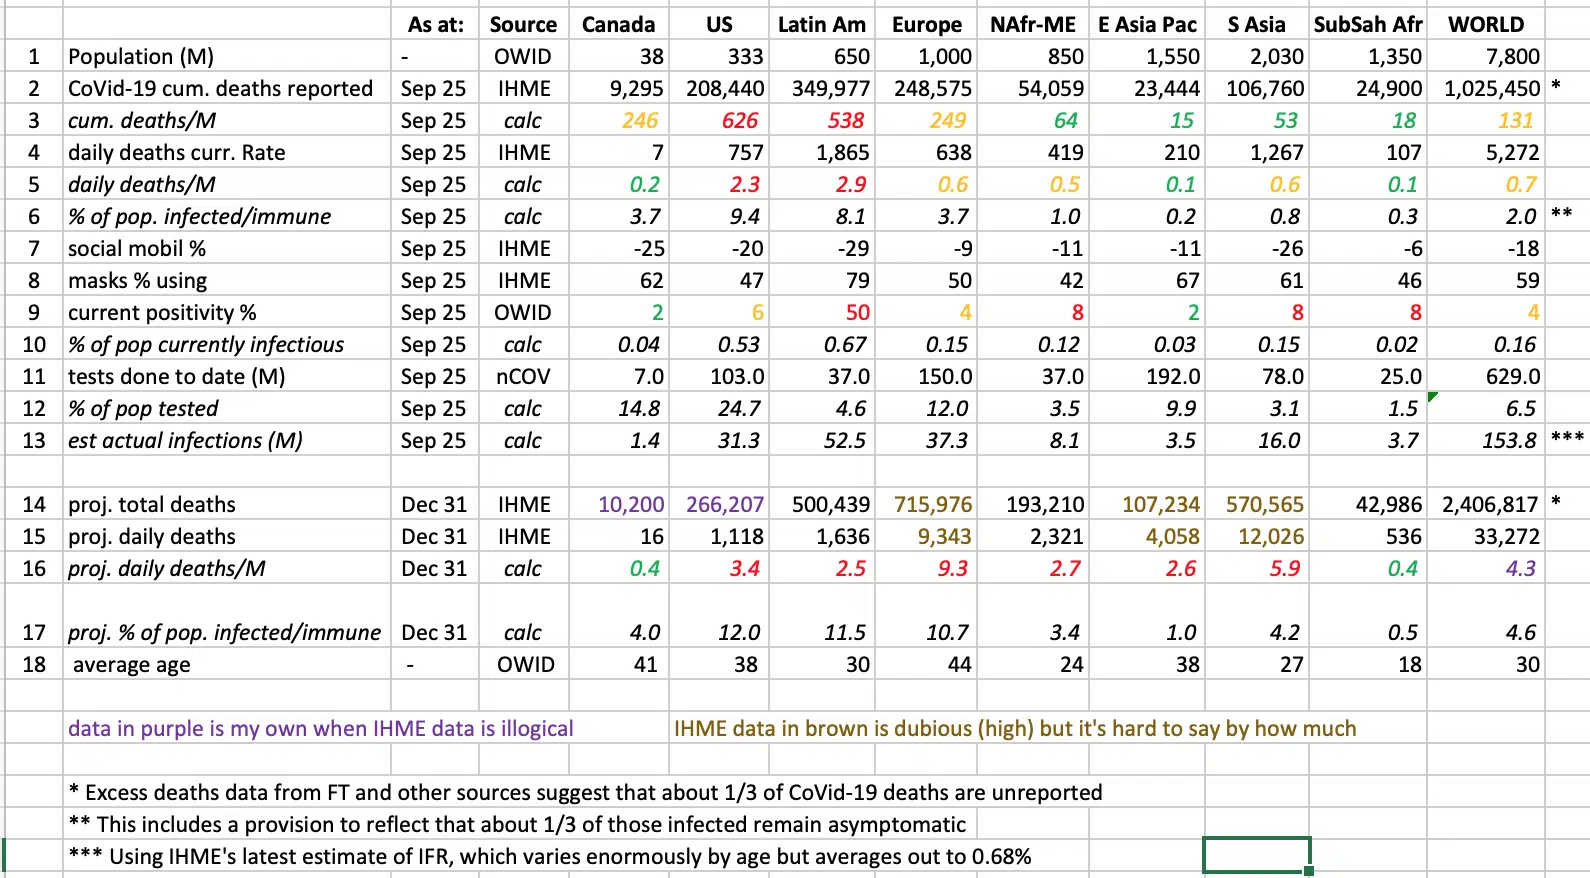 As at: Source Canada US Latin Am Europe NAfr-ME E Asia Pac S Asia SubSah Afr WORLD
1 Population (M) - OWID 38 333 650 1,000 850 1,550 2,030 1,350 7,800
2 CoVid-19 cum. deaths reported Sep 25 IHME 9,295 208,440 349,977 248,575 54,059 23,444 106,760 24,900 1,025,450 *
3 cum. deaths/M Sep 25 calc 246 626 538 249 64 15 53 18 131
4 daily deaths curr. Rate Sep 25 IHME 7 757 1,865 638 419 210 1,267 107 5,272
5 daily deaths/M Sep 25 calc 0.2 2.3 2.9 0.6 0.5 0.1 0.6 0.1 0.7
6 % of pop. infected/immune Sep 25 calc 3.7 9.4 8.1 3.7 1.0 0.2 0.8 0.3 2.0 **
7 social mobil % Sep 25 IHME -25 -20 -29 -9 -11 -11 -26 -6 -18
8 masks % using Sep 25 IHME 62 47 79 50 42 67 61 46 59
9 current positivity % Sep 25 OWID 2 6 50 4 8 2 8 8 4
10 % of pop currently infectious Sep 25 calc 0.04 0.53 0.67 0.15 0.12 0.03 0.15 0.02 0.16
11 tests done to date (M) Sep 25 nCOV 7.0 103.0 37.0 150.0 37.0 192.0 78.0 25.0 629.0
12 % of pop tested Sep 25 calc 14.8 24.7 4.6 12.0 3.5 9.9 3.1 1.5 6.5
13 est actual infections (M) Sep 25 calc 1.4 31.3 52.5 37.3 8.1 3.5 16.0 3.7 153.8 ***
14 proj. total deaths Dec 31 IHME 10,200 266,207 500,439 715,976 193,210 107,234 570,565 42,986 2,406,817 *
15 proj. daily deaths Dec 31 IHME 16 1,118 1,636 9,343 2,321 4,058 12,026 536 33,272
16 proj. daily deaths/M Dec 31 calc 0.4 3.4 2.5 9.3 2.7 2.6 5.9 0.4 4.3
17 proj. % of pop. infected/immune Dec 31 calc 4.0 12.0 11.5 10.7 3.4 1.0 4.2 0.5 4.6
18 average age - OWID 41 38 30 44 24 38 27 18 30
data in purple is my own when IHME data is illogical IHME data in brown is dubious (high) but it's hard to say by how much
* Excess deaths data from FT and other sources suggest that about 1/3 of CoVid-19 deaths are unreported
** This includes a provision to reflect that about 1/3 of those infected remain asymptomatic
*** Using IHME's latest estimate of IFR, which varies enormously by age but averages out to 0.68%